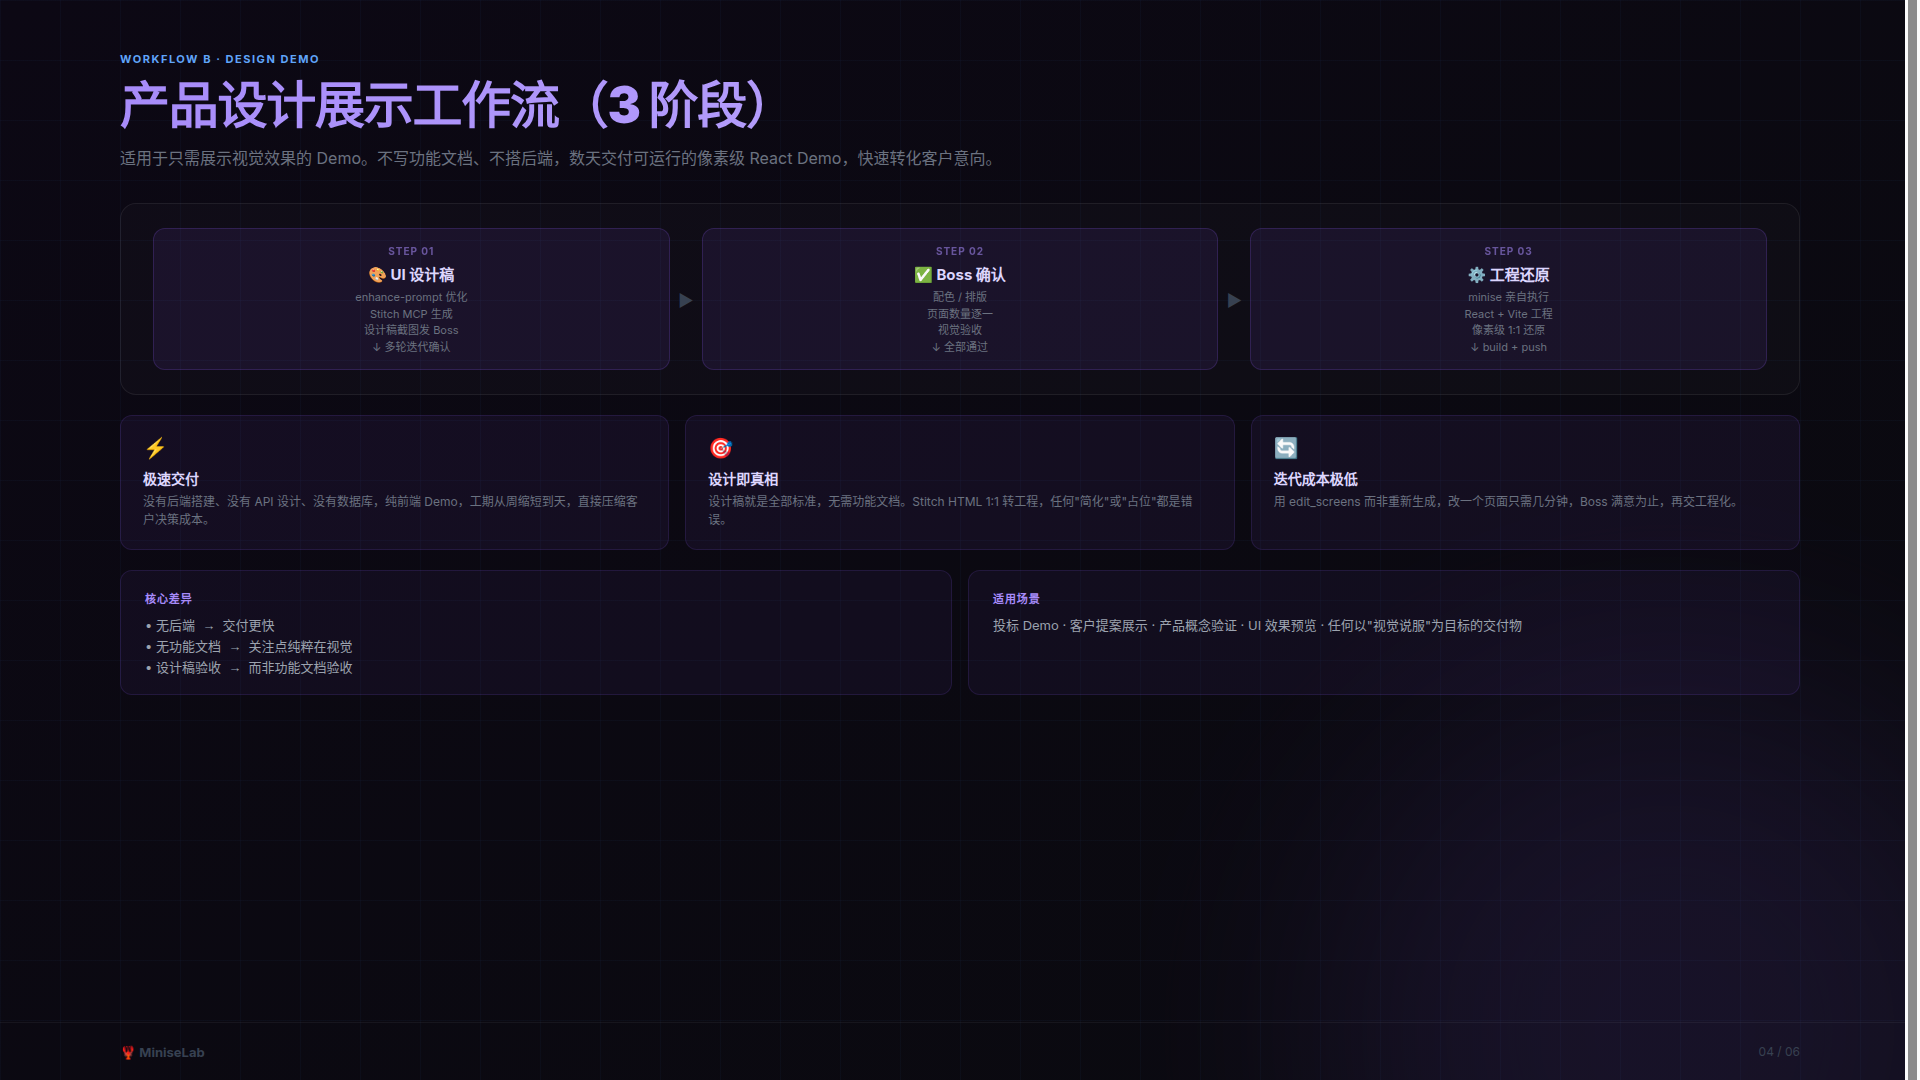 WORKFLOW B · DESIGN DEMO
产品设计展示工作流（3 阶段）
适用于只需展示视觉效果的 Demo。不写功能文档、不搭后端，数天交付可运行的像素级 React Demo，快速转化客户意向。
STEP 01
🎨 UI 设计稿
enhance-prompt 优化
Stitch MCP 生成
设计稿截图发 Boss
↓ 多轮迭代确认
▶
STEP 02
✅ Boss 确认
配色 / 排版
页面数量逐一
视觉验收
↓ 全部通过
▶
STEP 03
⚙️ 工程还原
minise 亲自执行
React + Vite 工程
像素级 1:1 还原
↓ build + push
⚡
极速交付
没有后端搭建、没有 API 设计、没有数据库，纯前端 Demo，工期从周缩短到天，直接压缩客
户决策成本。
🎯
设计即真相
设计稿就是全部标准，无需功能文档。Stitch HTML 1:1 转工程，任何"简化"或"占位"都是错
误。
🔄
迭代成本极低
用 edit_screens 而非重新生成，改一个页面只需几分钟，Boss 满意为止，再交工程化。
核心差异
• 无后端 → 交付更快
• 无功能文档 → 关注点纯粹在视觉
• 设计稿验收 → 而非功能文档验收
适用场景
投标 Demo · 客户提案展示 · 产品概念验证 · UI 效果预览 · 任何以"视觉说服"为目标的交付物
🦞 MiniseLab
04 / 06